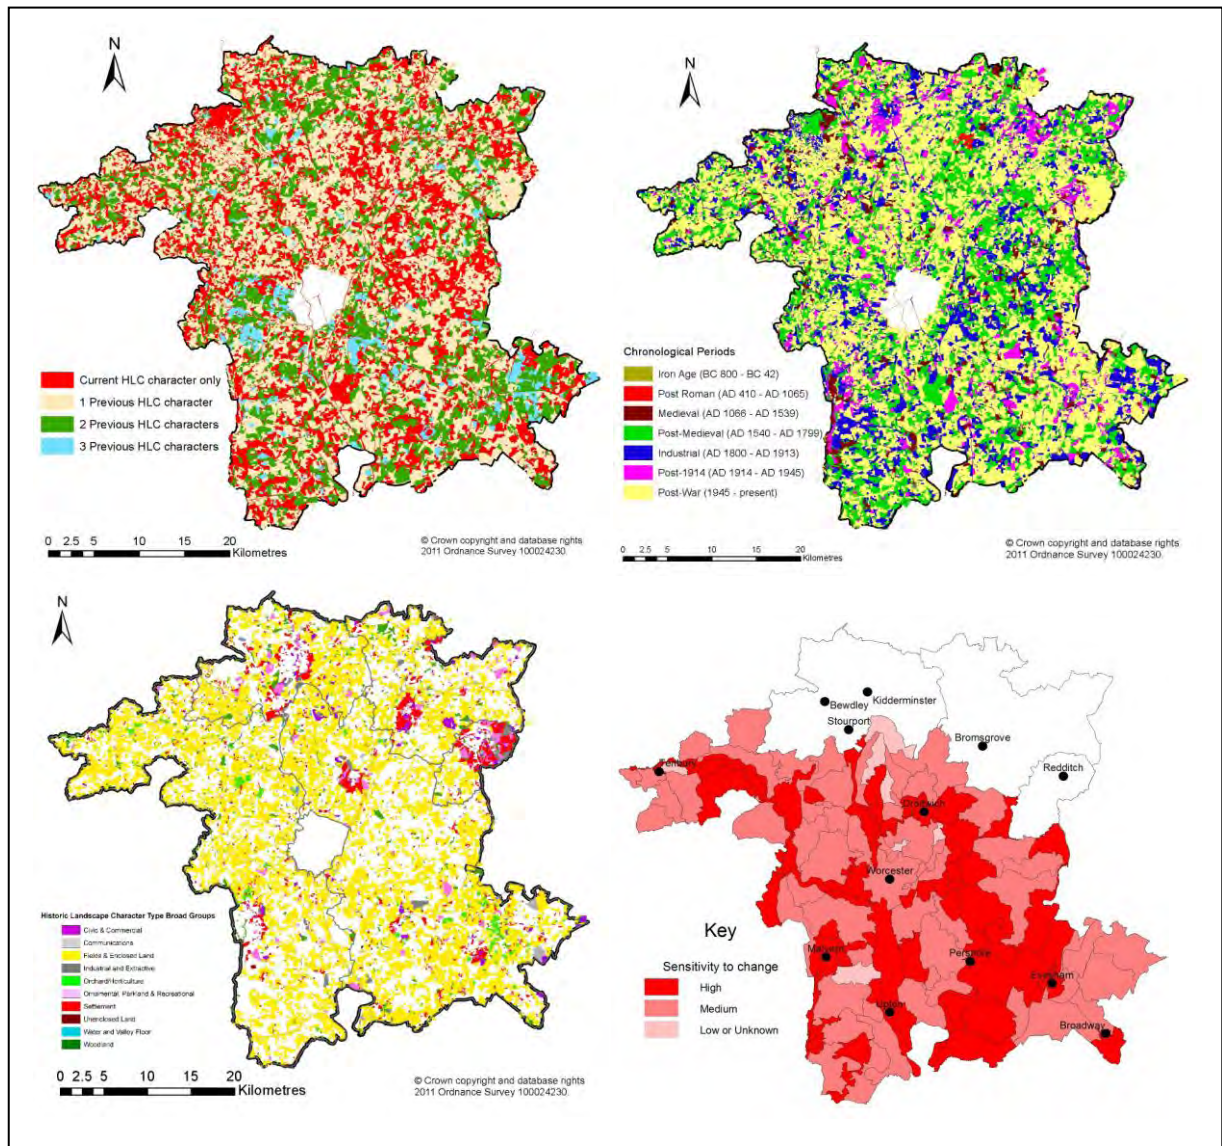 N
Current HLC character only
1 Previous HLC character
2 Previous HLC characters
3 Previous HLC characters
0 2.5 5 10 15 20
Kilometres
© Crown copyright and database rights
2011 Ordnance Survey 100024230.
N
Chronological Periods
Iron Age (BC 800 - BC 42)
Post Roman (AD 410 - AD 1065)
Medieval (AD 1066 - AD 1539)
Post-Medieval (AD 1540 - AD 1799)
Industrial (AD 1800 - AD 1913)
Post-1914 (AD 1914 - AD 1945)
Post-War (1945 - present)
0 2.5 5 10 15 20
Kilometres
© Crown copyright and database rights
2011 Ordnance Survey 100024230.
N
Historic Landscape Character Type Broad Groups
Civic & Commercial
Communications
Fields & Enclosed Land
Industrial and Extractive
Orchard/Horticulture
Ornamental, Parkland & Recreational
Settlement
Unenclosed Land
Water and Valley Floor
Woodland
0 2.5 5 10 15 20
Kilometres
© Crown copyright and database rights
2011 Ordnance Survey 100024230.
Kidderminster
Bewdley
Stourport
Bromsgrove
Redditch
Tenbury
Droitwich
Worcester
Malvern
Pershore
Evesham
Upton
Broadway
Key
Sensitivity to change
High
Medium
Low or Unknown